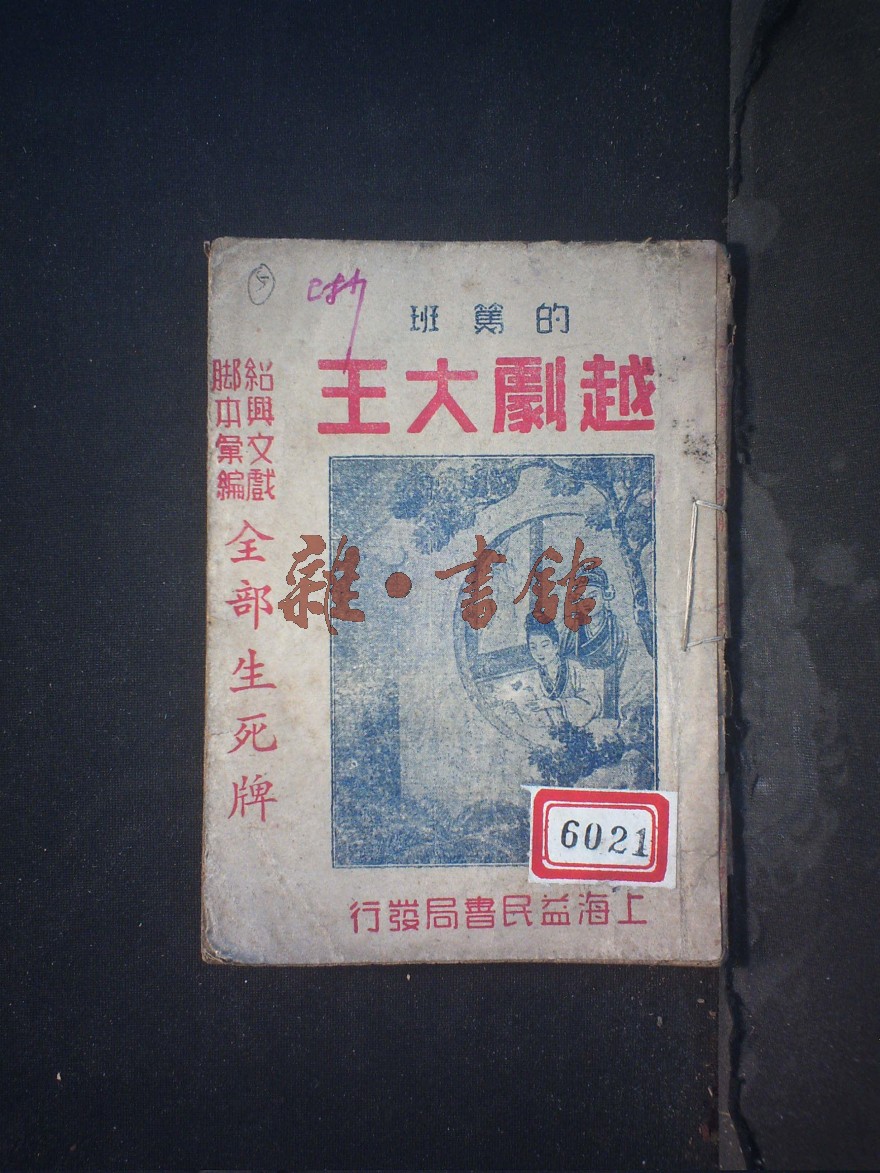 的篤班
越劇大王
紹興文戲
脚本彙編
全部生死牌
雜·書館
6021
上海益民書局發行